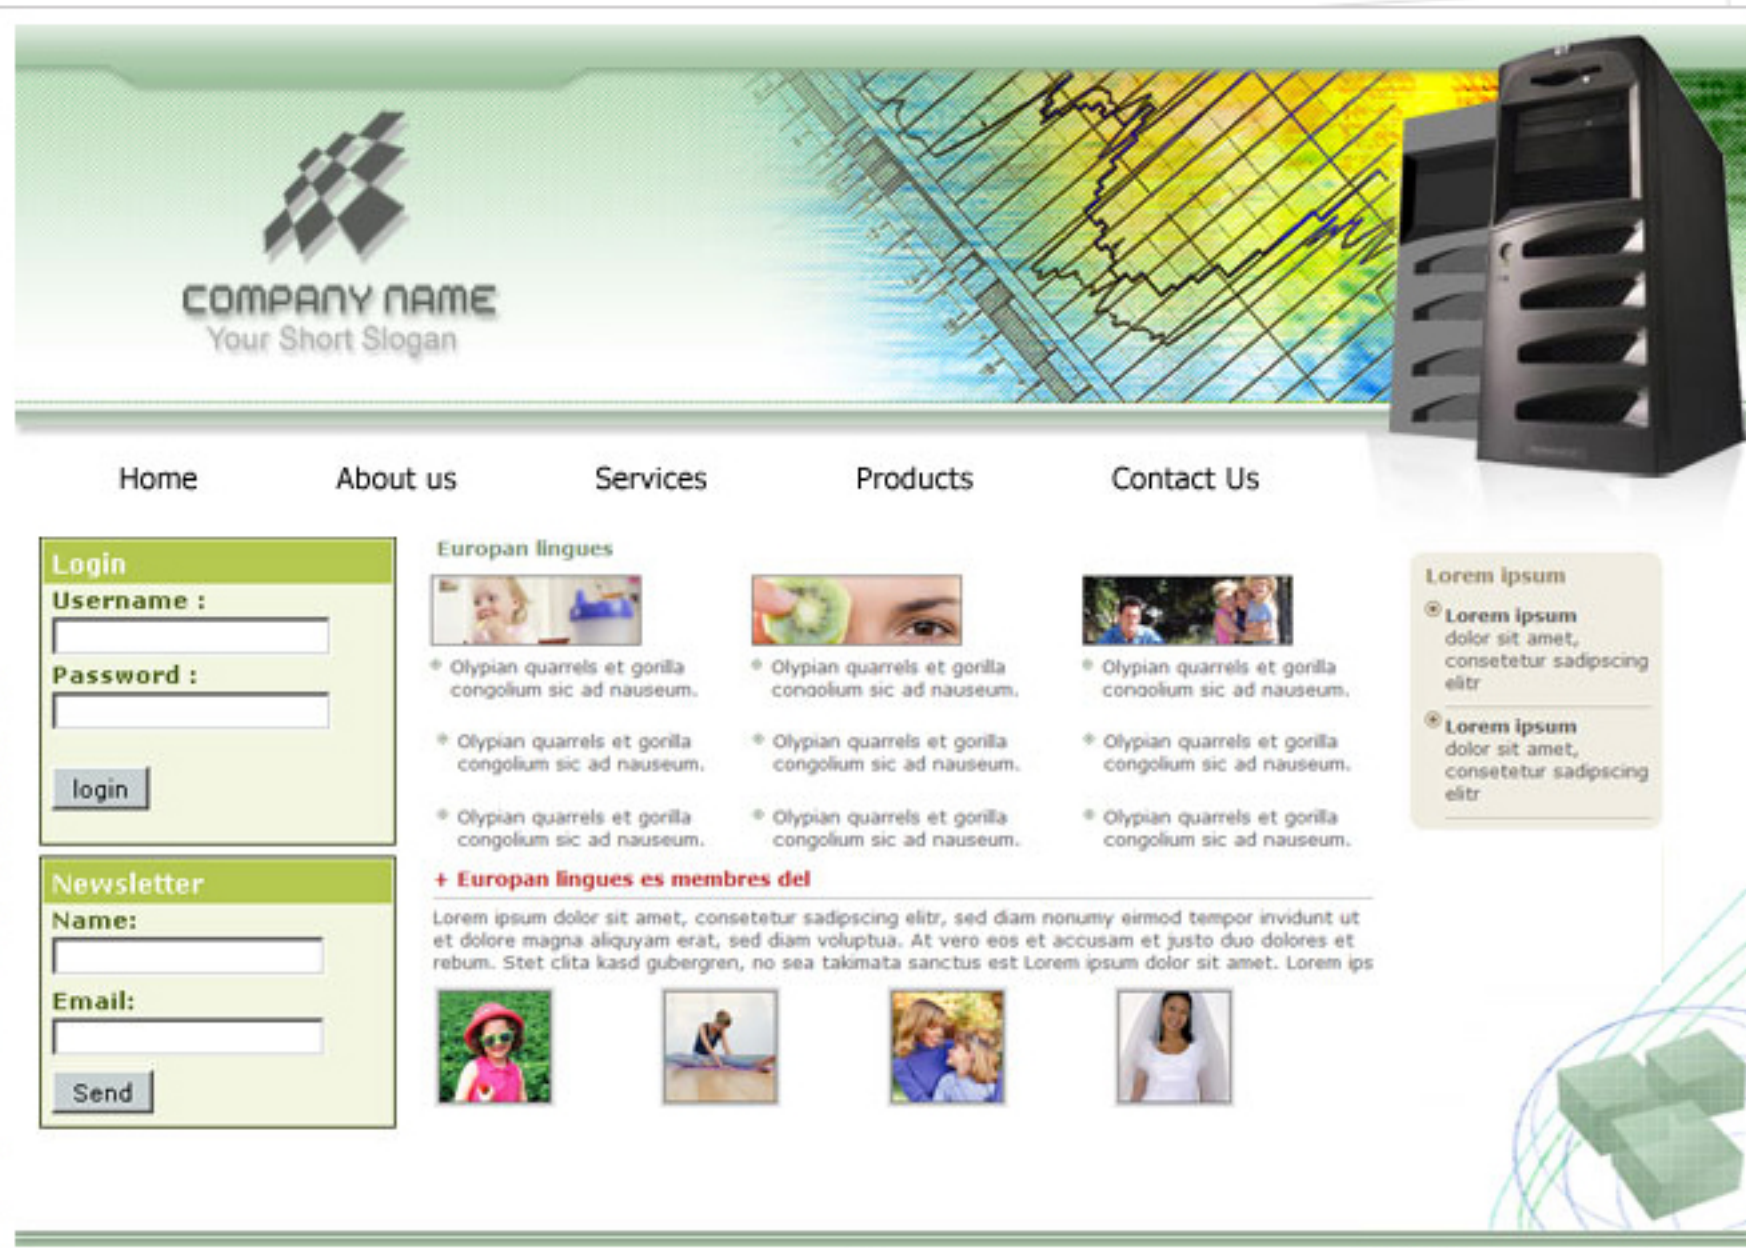 COMPANY NAME
Your Short Slogan
Home
About us
Services
Products
Contact Us
Login
Username :
Password :
login
Newsletter
Name:
Email:
Send
Europan lingues
Olypian quarrels et gorilla
congolium sic ad nauseum.
Olypian quarrels et gorilla
congolium sic ad nauseum.
Olypian quarrels et gorilla
congolium sic ad nauseum.
Olypian quarrels et gorilla
congolium sic ad nauseum.
Olypian quarrels et gorilla
congolium sic ad nauseum.
Olypian quarrels et gorilla
congolium sic ad nauseum.
Olypian quarrels et gorilla
congolium sic ad nauseum.
Olypian quarrels et gorilla
congolium sic ad nauseum.
Olypian quarrels et gorilla
congolium sic ad nauseum.
+ Europan lingues es membres del
Lorem ipsum dolor sit amet, consetetur sadipscing elitr, sed diam nonumy eirmod tempor invidunt ut
et dolore magna aliquyam erat, sed diam voluptua. At vero eos et accusam et justo duo dolores et
rebum. Stet clita kasd gubergren, no sea takimata sanctus est Lorem ipsum dolor sit amet. Lorem ips
Lorem ipsum
Lorem ipsum
dolor sit amet,
consetetur sadipscing
elitr
Lorem ipsum
dolor sit amet,
consetetur sadipscing
elitr